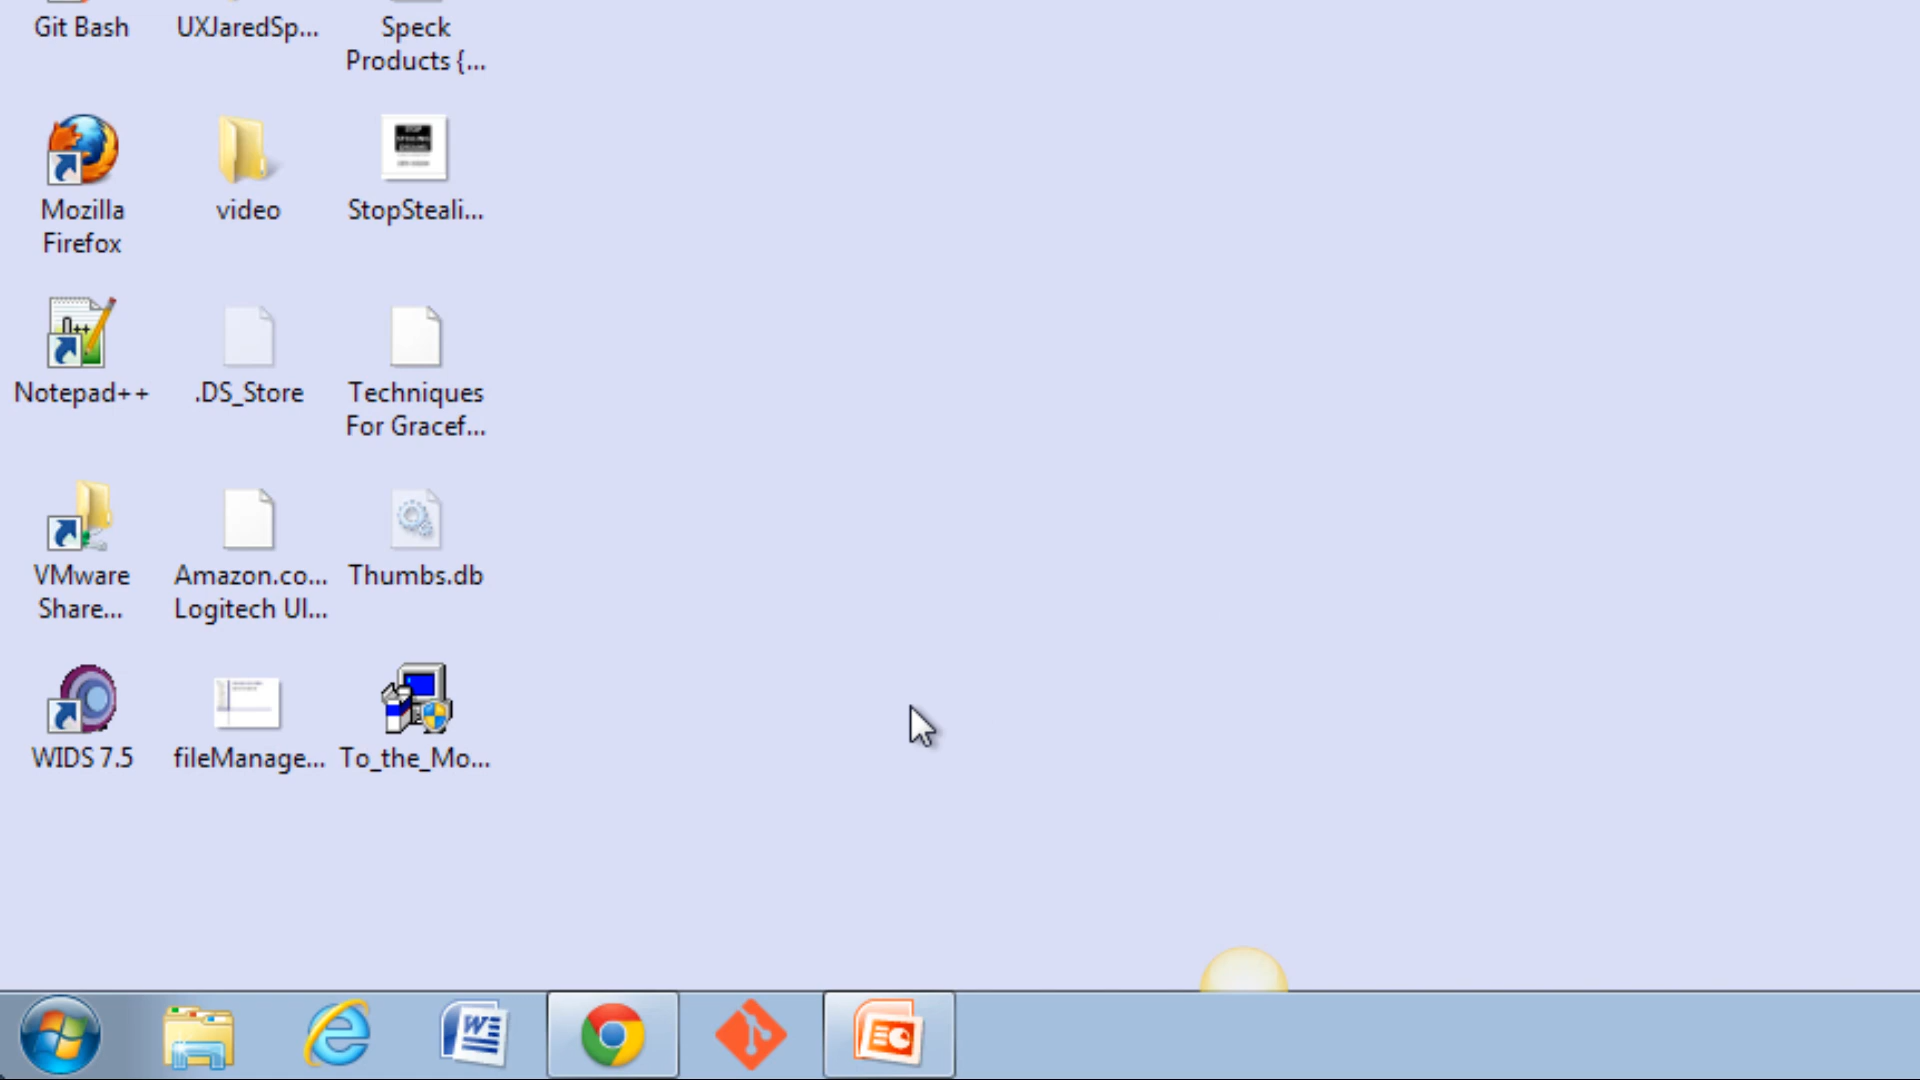 Git Bash
UXJaredSp...
Speck
Products {...
Mozilla
Firefox
video
StopSteali...
Notepad++
.DS_Store
Techniques
For Gracef...
VMware
Share...
Amazon.co...
Logitech UI...
Thumbs.db
WIDS 7.5
fileManage...
To_the_Mo...